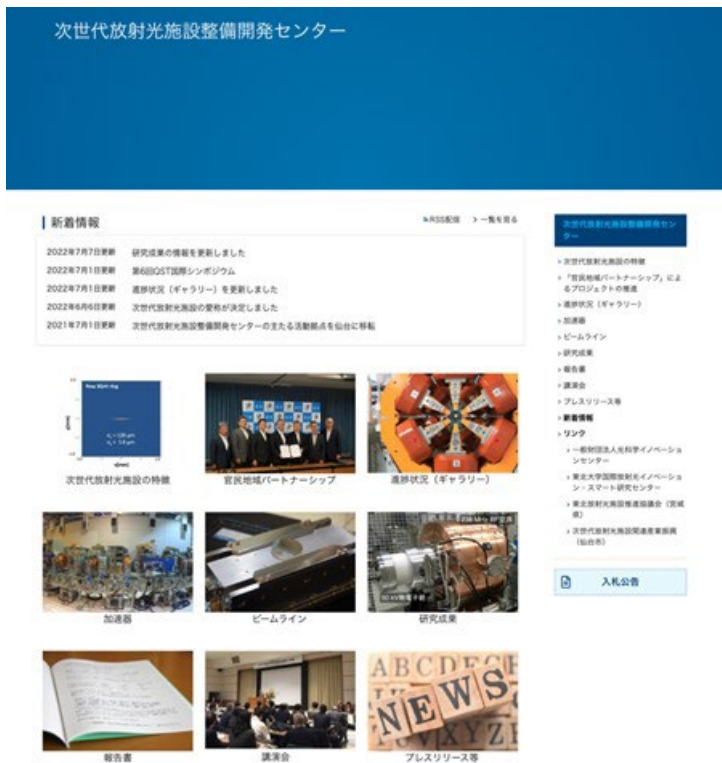 次世代放射光施設整備開発センター
新着情報
RSS配信 > 一覧を見る
2022年7月7日更新 研究成果の情報を更新しました
2022年7月1日更新 第6回QST国際シンポジウム
2022年7月1日更新 進捗状況（ギャラリー）を更新しました
2022年6月6日更新 次世代放射光施設の愛称が決定しました
2021年7月1日更新 次世代放射光施設整備開発センターの主たる活動拠点を仙台に移転
次世代放射光施設の特徴
官民地域パートナーシップ
進捗状況（ギャラリー）
加速器
ビームライン
研究成果
報告書
講演会
NEWS
プレスリリース等
次世代放射光施設整備開発セン
ター
次世代放射光施設の特徴
「官民地域パートナーシップ」によ
るプロジェクトの推進
進捗状況（ギャラリー）
加速器
ビームライン
研究成果
報告書
講演会
プレスリリース等
新着情報
リンク
一般財団法人光科学イノベーショ
ンセンター
東北大学国際放射光イノベーショ
ン・スマート研究センター
東北放射光施設推進協議会（宮城
県）
次世代放射光施設関連産業振興
（仙台市）
入札公告